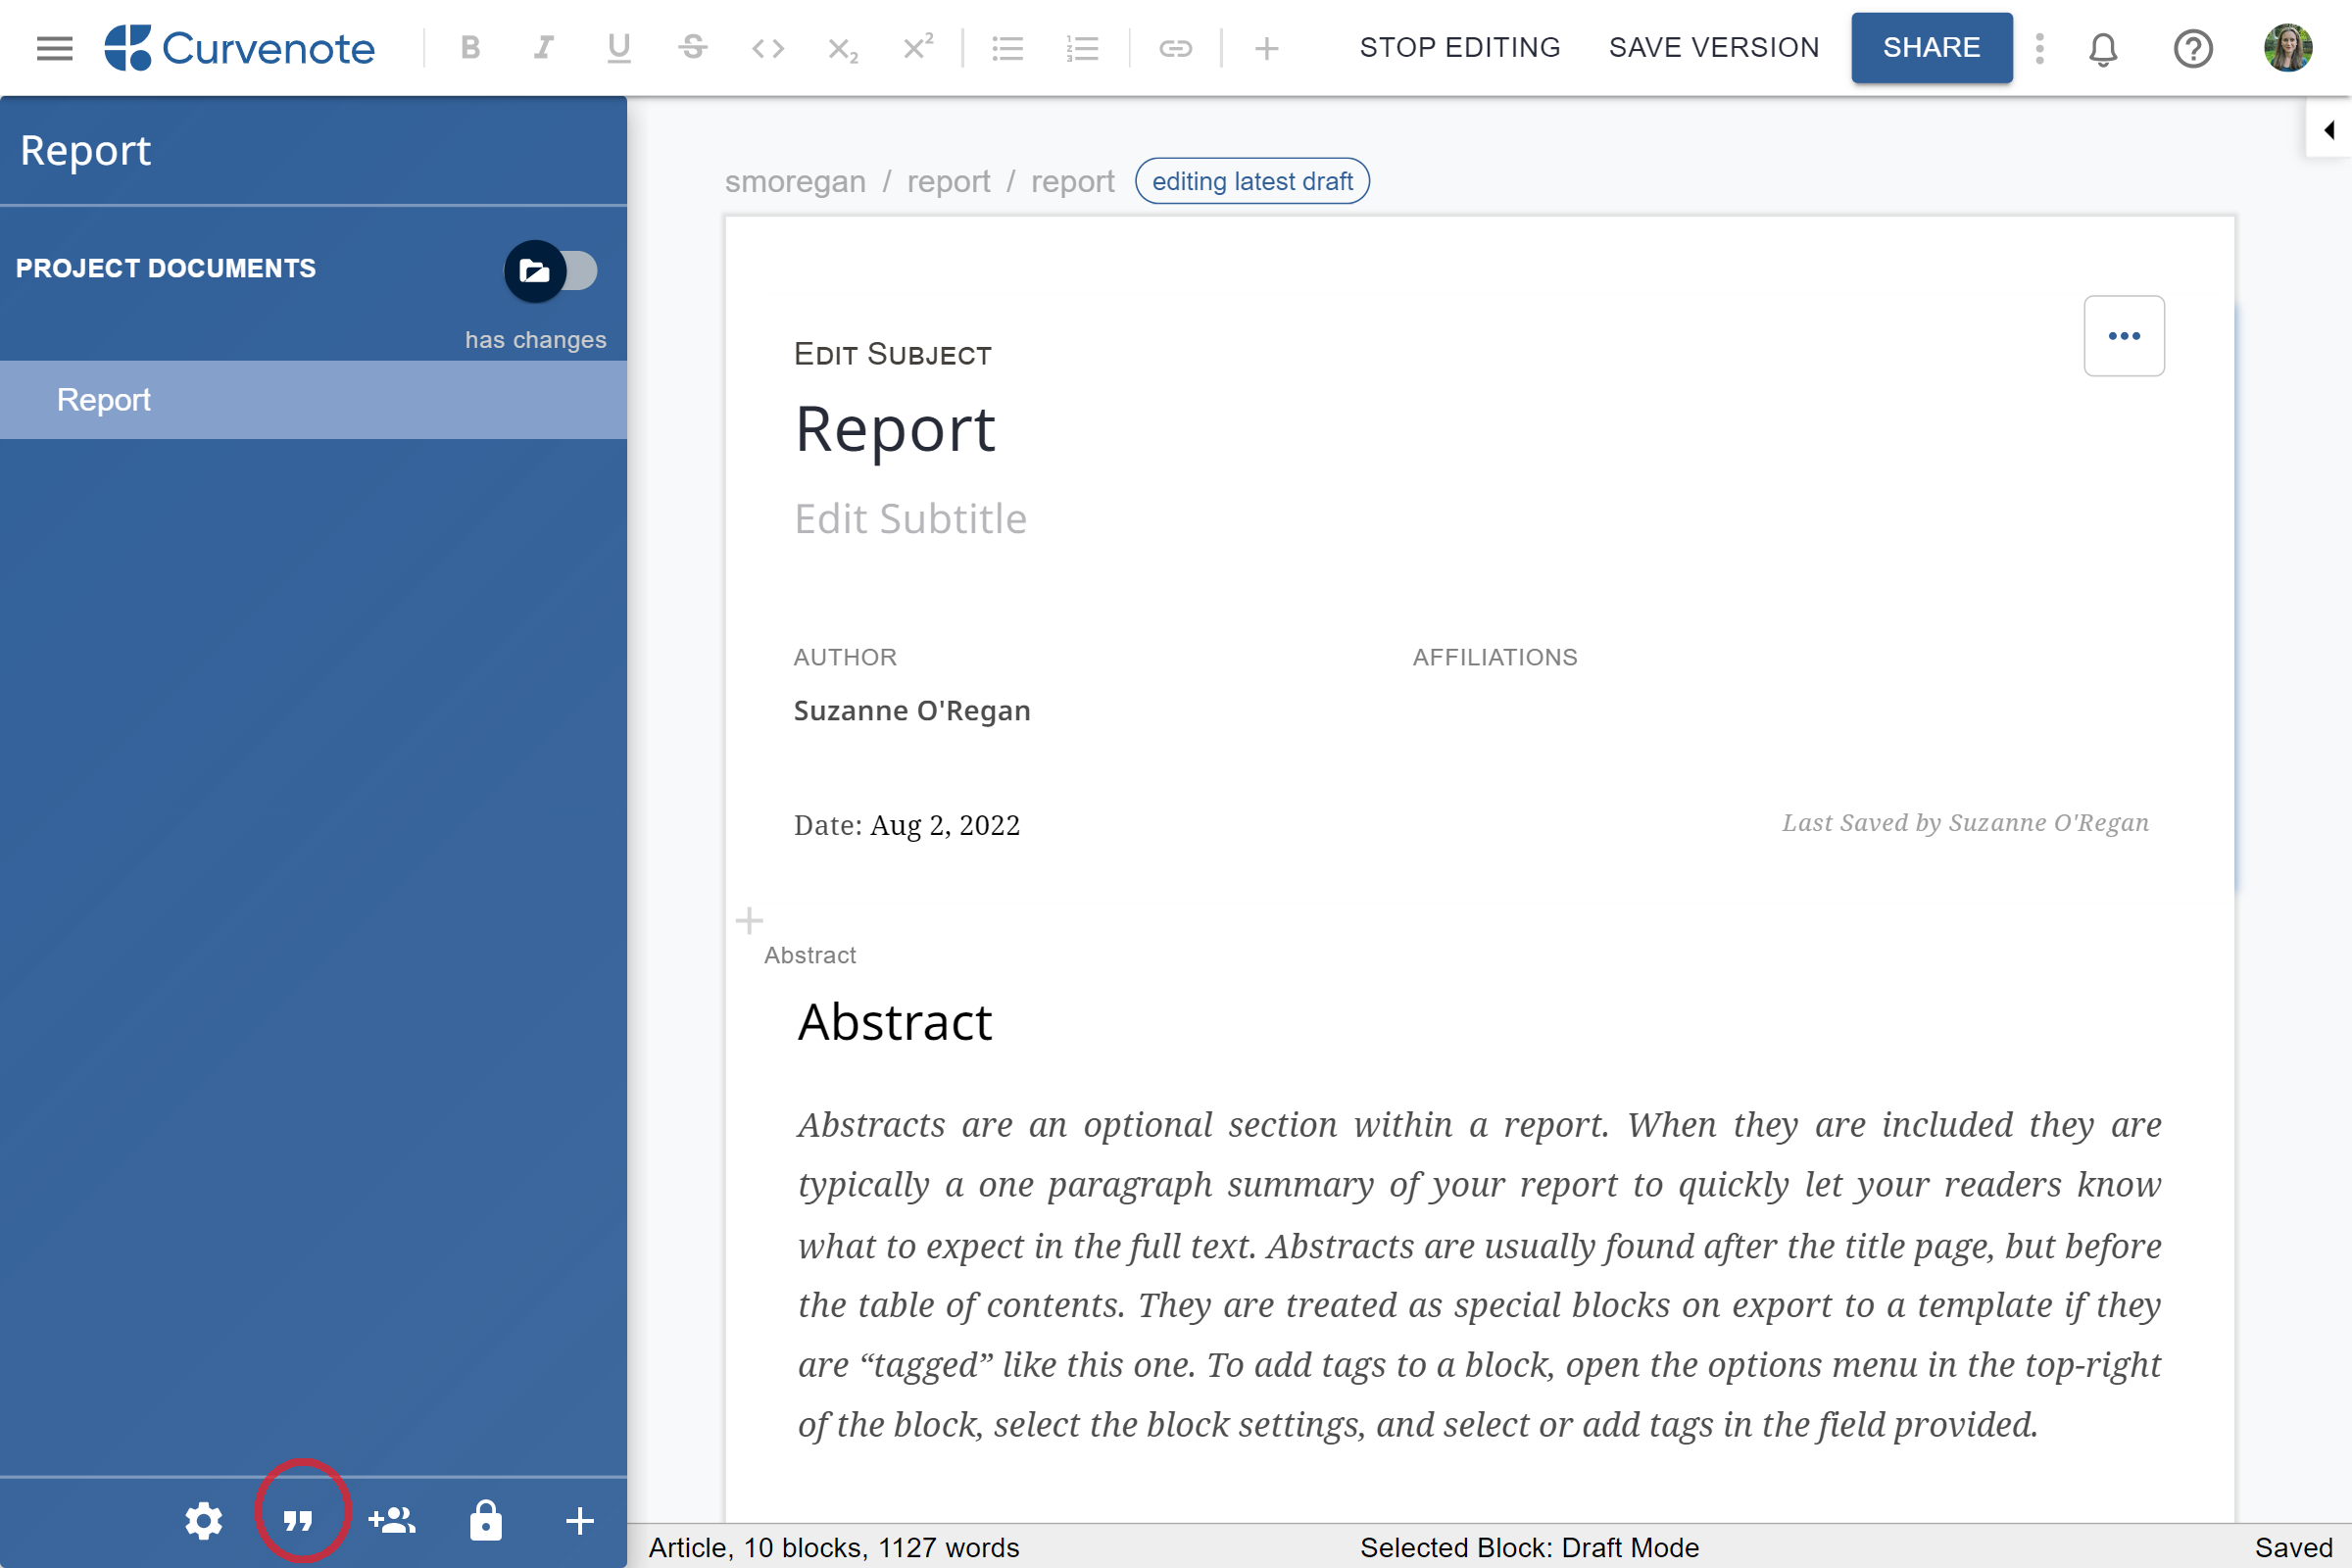 Curvenote
B I U S <> X₂ X²
STOP EDITING SAVE VERSION SHARE
Report
PROJECT DOCUMENTS
has changes
Report
smoregan / report / report editing latest draft
EDIT SUBJECT
Report
Edit Subtitle
AUTHOR AFFILIATIONS
Suzanne O'Regan
Date: Aug 2, 2022
Last Saved by Suzanne O'Regan
Abstract
Abstract
Abstracts are an optional section within a report. When they are included they are
typically a one paragraph summary of your report to quickly let your readers know
what to expect in the full text. Abstracts are usually found after the title page, but before
the table of contents. They are treated as special blocks on export to a template if they
are “tagged” like this one. To add tags to a block, open the options menu in the top-right
of the block, select the block settings, and select or add tags in the field provided.
Article, 10 blocks, 1127 words
Selected Block: Draft Mode
Saved